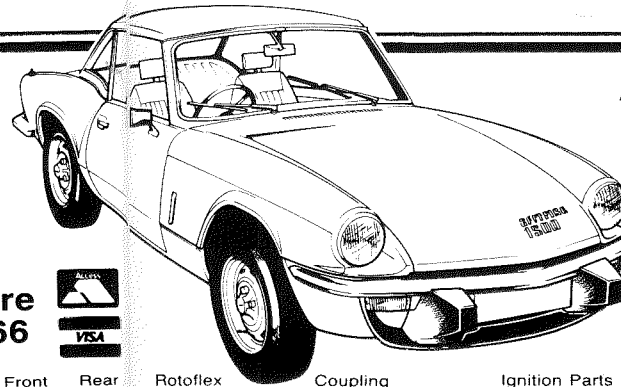 SPITFIRE
1500
re
66
ACCESS
VISA
Front Rear Rotoflex Coupling Ignition Parts